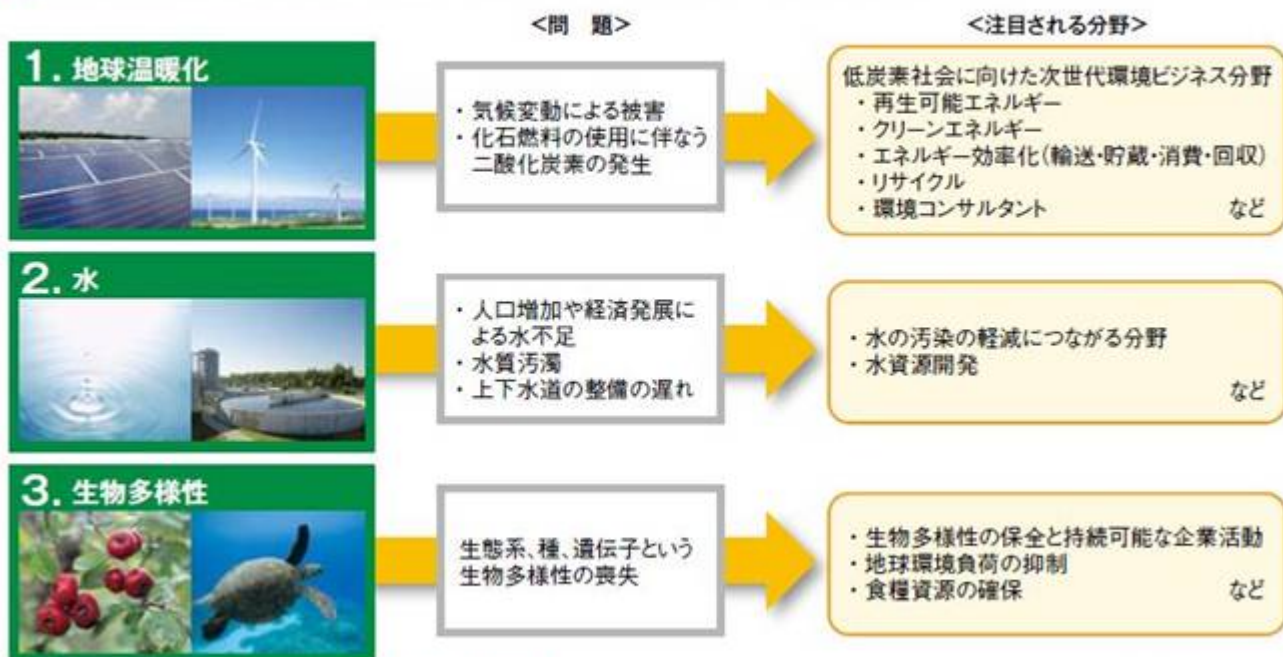 <問　題>
<注目される分野>
1. 地球温暖化
・気候変動による被害
・化石燃料の使用に伴なう
二酸化炭素の発生
低炭素社会に向けた次世代環境ビジネス分野
・再生可能エネルギー
・クリーンエネルギー
・エネルギー効率化(輸送・貯蔵・消費・回収)
・リサイクル
・環境コンサルタント　など
2. 水
・人口増加や経済発展に
よる水不足
・水質汚濁
・上下水道の整備の遅れ
・水の汚染の軽減につながる分野
・水資源開発
など
3. 生物多様性
生態系、種、遺伝子という
生物多様性の喪失
・生物多様性の保全と持続可能な企業活動
・地球環境負荷の抑制
・食糧資源の確保　など